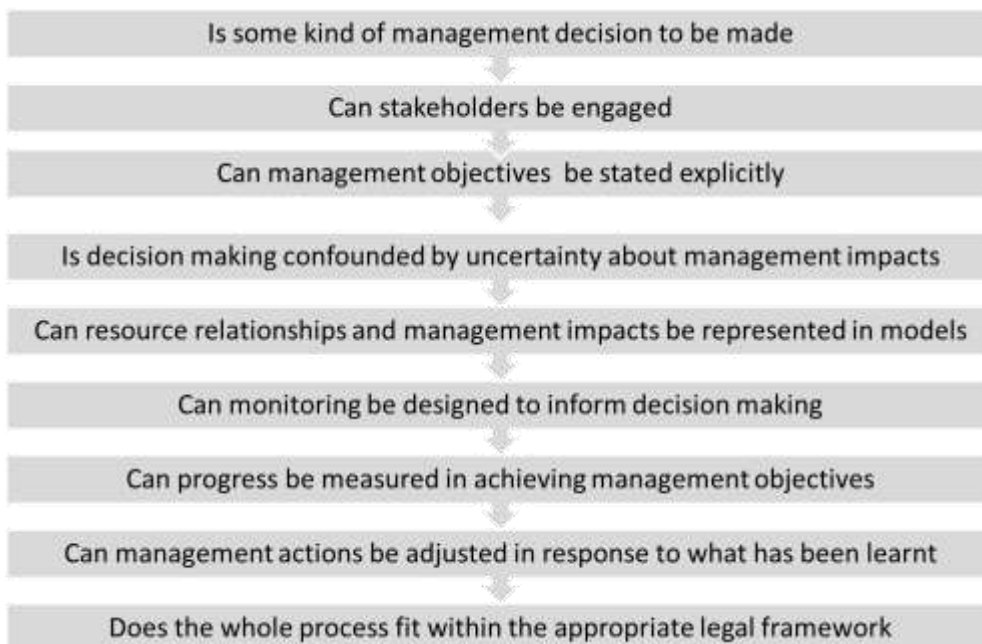 Is some kind of management decision to be made
Can stakeholders be engaged
Can management objectives be stated explicitly
Is decision making confounded by uncertainty about management impacts
Can resource relationships and management impacts be represented in models
Can monitoring be designed to inform decision making
Can progress be measured in achieving management objectives
Can management actions be adjusted in response to what has been learnt
Does the whole process fit within the appropriate legal framework